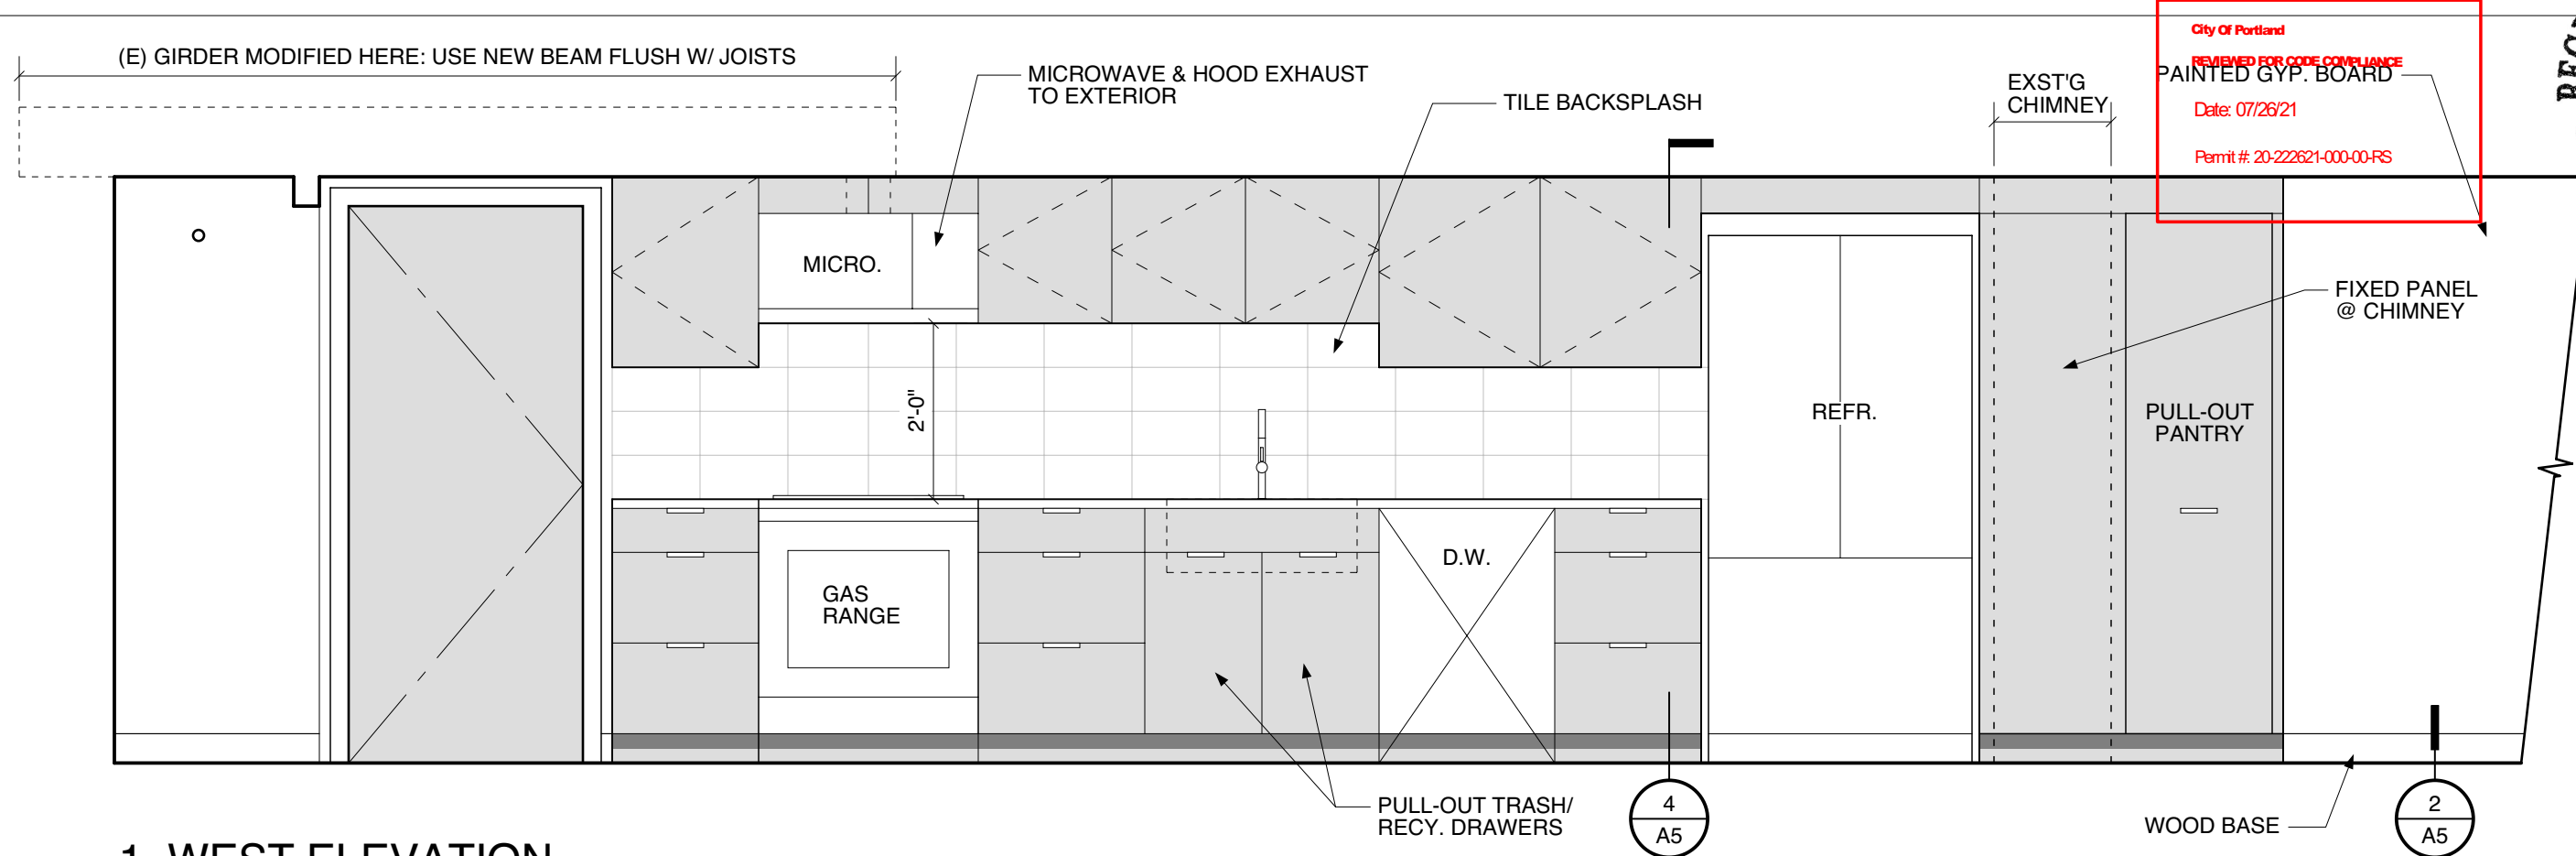 (E) GIRDER MODIFIED HERE: USE NEW BEAM FLUSH W/ JOISTS
MICROWAVE & HOOD EXHAUST
TO EXTERIOR
TILE BACKSPLASH
EXST'G
CHIMNEY
City Of Portland
REVIEWED FOR CODE COMPLIANCE
PAINTED GYP. BOARD
Date: 07/26/21
Permit #: 20-222621-000-00-RS
MICRO.
FIXED PANEL
@ CHIMNEY
2'-0"
REFR.
PULL-OUT
PANTRY
D.W.
GAS
RANGE
PULL-OUT TRASH/
RECY. DRAWERS
4
A5
WOOD BASE
2
A5
1 WEST ELEVATION